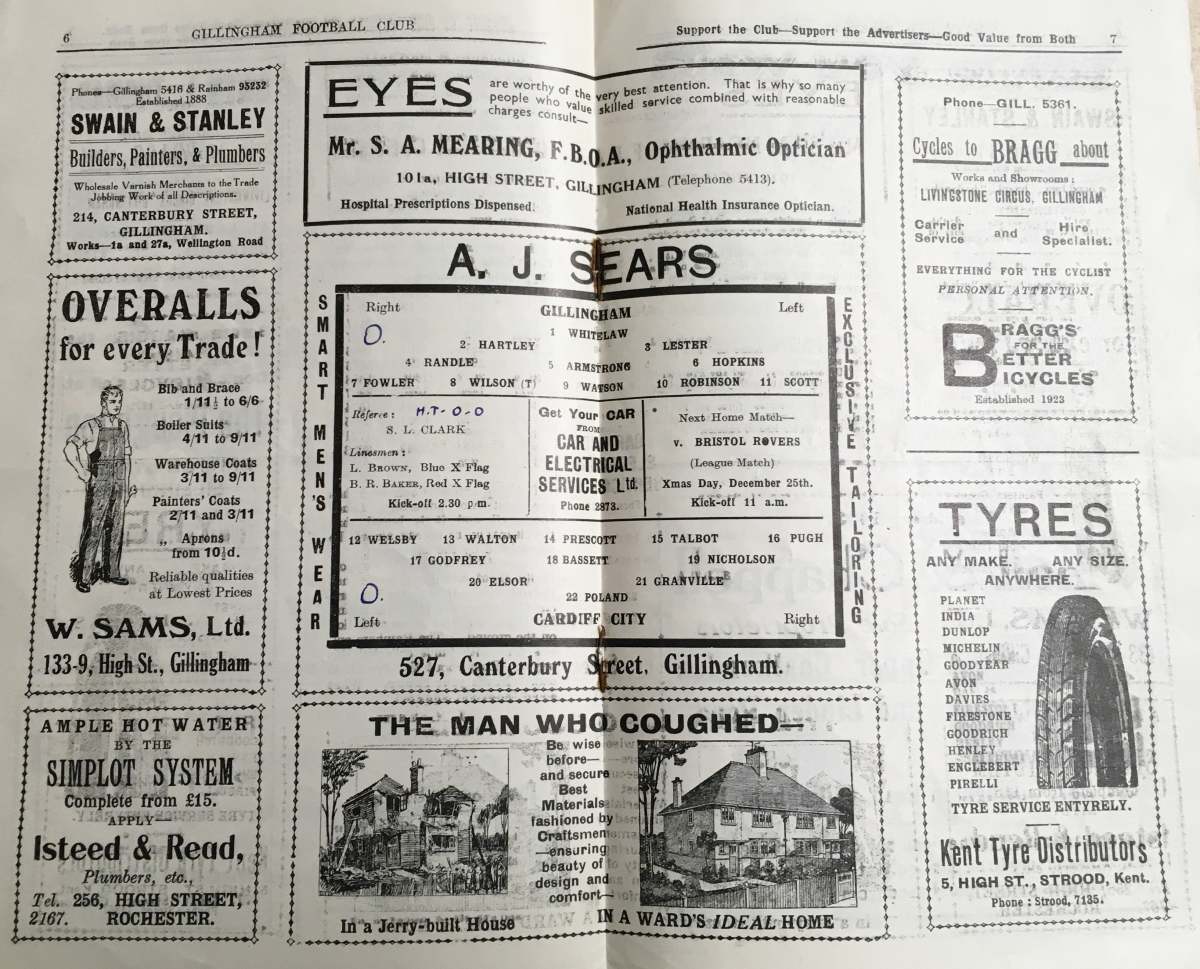 6
GILLINGHAM FOOTBALL CLUB
Support the Club—Support the Advertisers—Good Value from Both 7
Phones—Gillingham 5416 & Rainham 95232
Established 1888
SWAIN & STANLEY
Builders, Painters, & Plumbers
Wholesale Varnish Merchants to the Trade
Jobbing Work of all Descriptions.
214, CANTERBURY STREET,
GILLINGHAM.
Works—1a and 27a, Wellington Road
OVERALLS
for every Trade!
Bib and Brace
1/11½ to 6/6
Boiler Suits
4/11 to 9/11
Warehouse Coats
3/11 to 9/11
Painters' Coats
2/11 and 3/11
„ Aprons
from 10½d.
Reliable qualities
at Lowest Prices
W. SAMS, Ltd.
133-9, High St., Gillingham
AMPLE HOT WATER
BY THE
SIMPLOT SYSTEM
Complete from £15.
APPLY—
Isteed & Read,
Plumbers, etc.,
Tel. 256, HIGH STREET,
2167. ROCHESTER.
EYES
are worthy of the very best attention. That is why so many
people who value skilled service combined with reasonable
charges consult—
Mr. S. A. MEARING, F.B.O.A., Ophthalmic Optician
101a, HIGH STREET, GILLINGHAM (Telephone 5413).
Hospital Prescriptions Dispensed. National Health Insurance Optician.
A. J. SEARS
SMART MEN'S WEAR
EXCLUSIVE TAILORING
Right GILLINGHAM Left
O.
1 WHITELAW
2 HARTLEY 3 LESTER
4 RANDLE 5 ARMSTRONG 6 HOPKINS
7 FOWLER 8 WILSON (T) 9 WATSON 10 ROBINSON 11 SCOTT
Referee: H.T-O-O
S. L. CLARK
Linesmen:
L. BROWN, Blue X Flag
B. R. BAKER, Red X Flag
Kick-off 2.30 p.m.
Get Your CAR
FROM
CAR AND
ELECTRICAL
SERVICES Ltd.
Phone 2873.
Next Home Match—
v. BRISTOL ROVERS
(League Match)
Xmas Day, December 25th.
Kick-off 11 a.m.
12 WELSBY 13 WALTON 14 PRESCOTT 15 TALBOT 16 PUGH
17 GODFREY 18 BASSETT 19 NICHOLSON
20 ELSOR 21 GRANVILLE
22 POLAND
O.
Left CARDIFF CITY Right
527, Canterbury Street, Gillingham.
THE MAN WHO COUGHED—
Be wise
before—
and secure
Best
Materials
fashioned by
Craftsmen
—ensuring
beauty of
design and
comfort—
In a Jerry-built House IN A WARD'S IDEAL HOME
Phone—GILL. 5361.
Cycles to BRAGG about
Works and Showrooms:
LIVINGSTONE CIRCUS, GILLINGHAM
Carrier Service and Hire Specialist.
EVERYTHING FOR THE CYCLIST
PERSONAL ATTENTION.
BRAGG'S
FOR THE
BETTER
BICYCLES
Established 1923
TYRES
ANY MAKE. ANY SIZE.
ANYWHERE.
PLANET
INDIA
DUNLOP
MICHELIN
GOODYEAR
AVON
DAVIES
FIRESTONE
GOODRICH
HENLEY
ENGLEBERT
PIRELLI
TYRE SERVICE ENTYRELY.
Kent Tyre Distributors
5, HIGH ST., STROOD, Kent.
Phone: Strood, 7135.